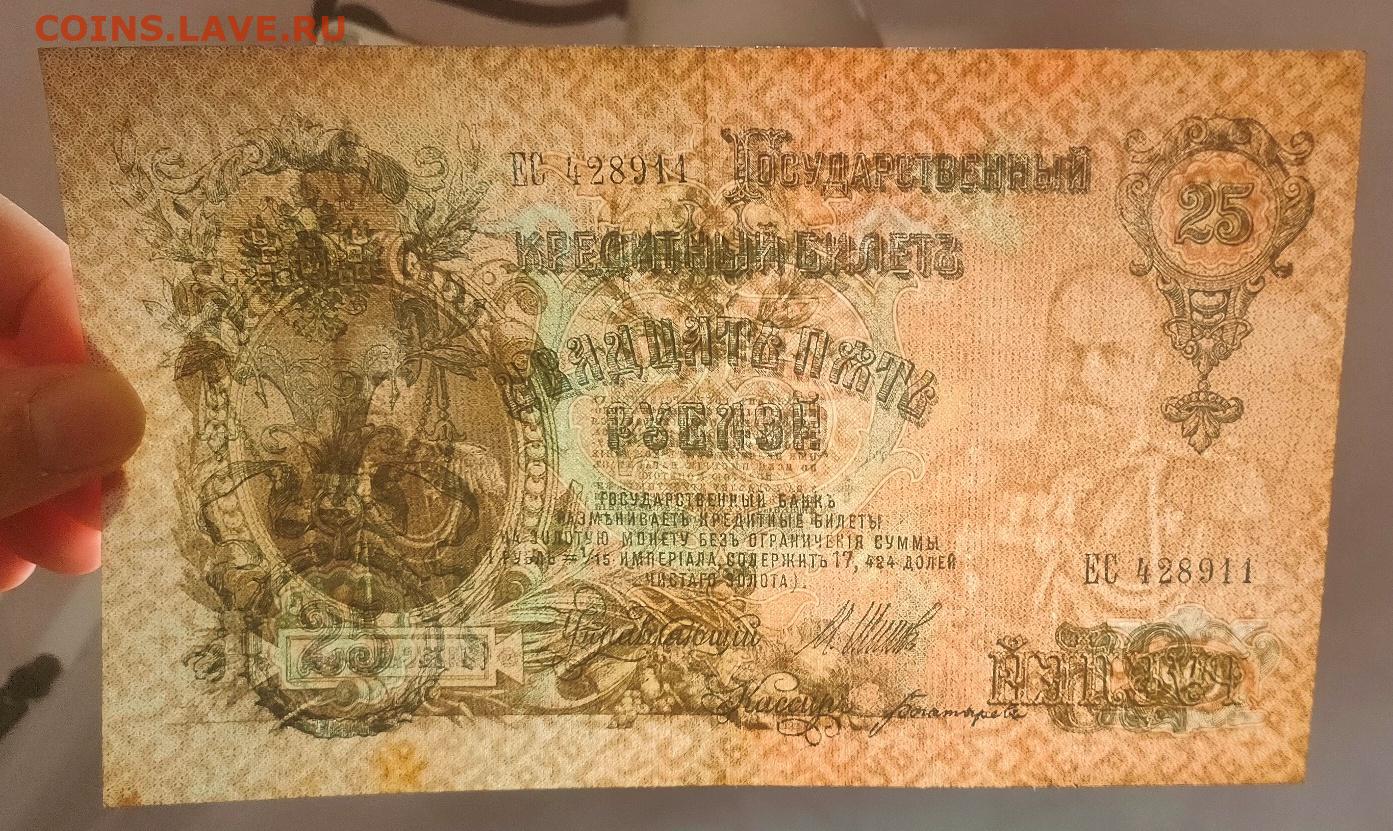 COINS.LAVE.RU
ЕС 428911 ГОСУДАРСТВЕННЫЙ 25
КРЕДИТНЫЙ БИЛЕТЪ
ДВАДЦАТЬ ПЯТЬ
РУБЛЕЙ
ГОСУДАРСТВЕННЫЙ БАНКЪ
РАЗМѢНИВАЕТЪ КРЕДИТНЫЕ БИЛЕТЫ
НА ЗОЛОТУЮ МОНЕТУ БЕЗЪ ОГРАНИЧЕНІЯ СУММЫ
1 РУБЛЬ = 1/15 ИМПЕРІАЛА, СОДЕРЖИТЪ 17,424 ДОЛЕЙ
ЧИСТАГО ЗОЛОТА).
ЕС 428911
Управляющій И. Шипов
25
Кассиръ